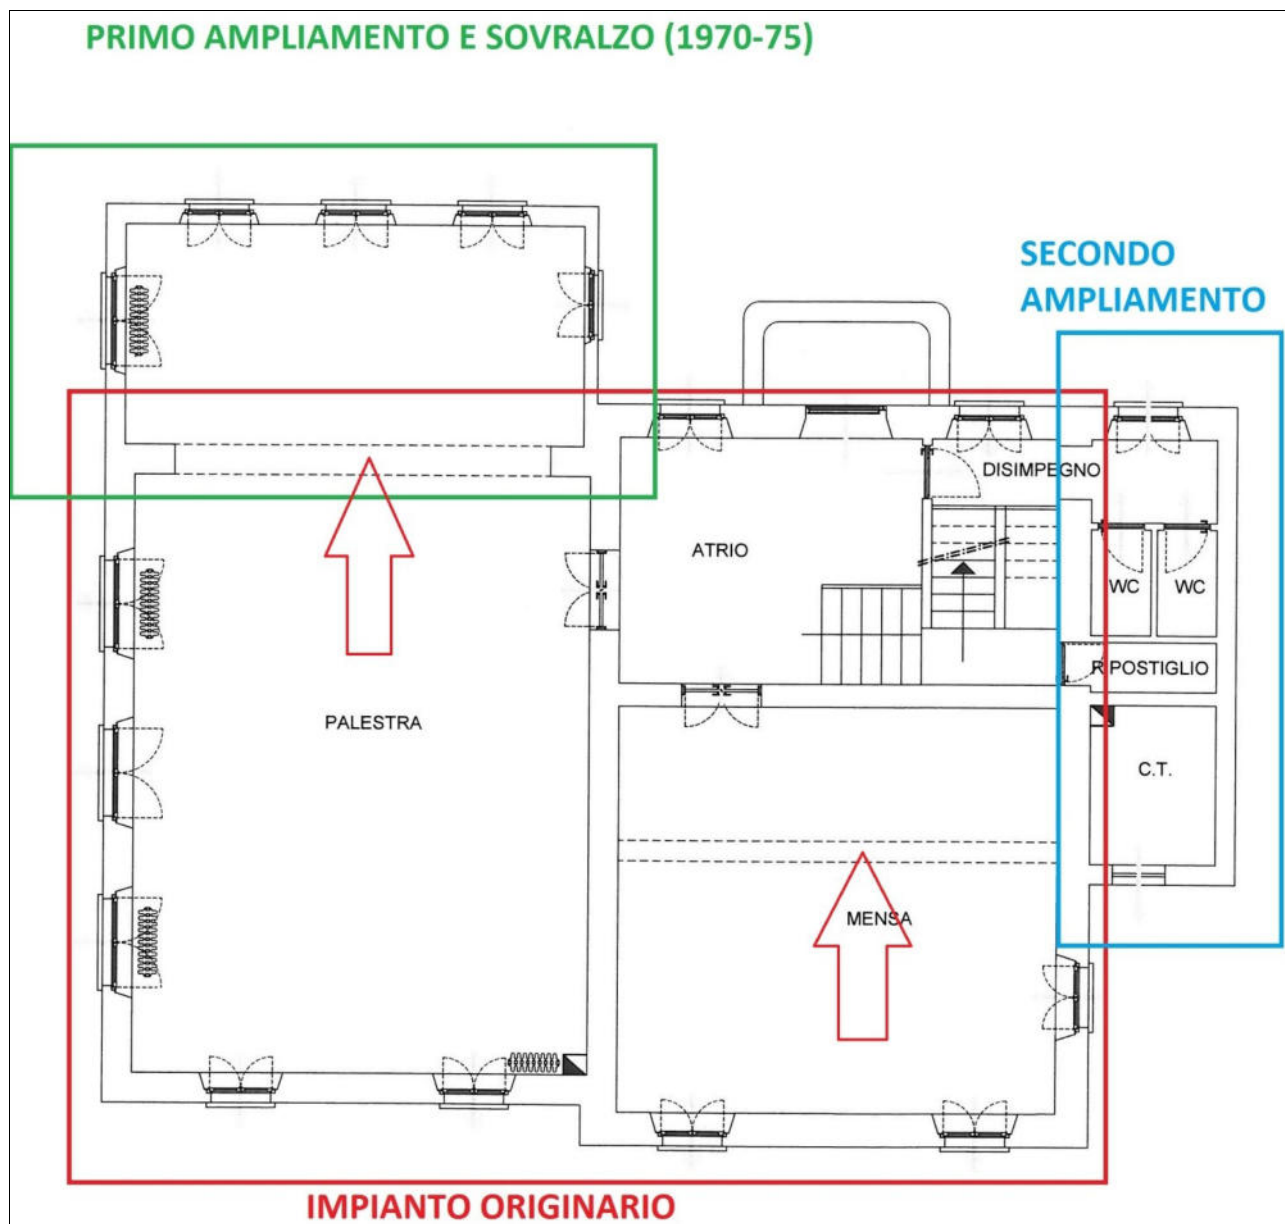 PRIMO AMPLIAMENTO E SOVRALZO (1970-75)
SECONDO
AMPLIAMENTO
DISIMPEGNO
ATRIO
WC
WC
RIPOSTIGLIO
PALESTRA
C.T.
MENSA
IMPIANTO ORIGINARIO